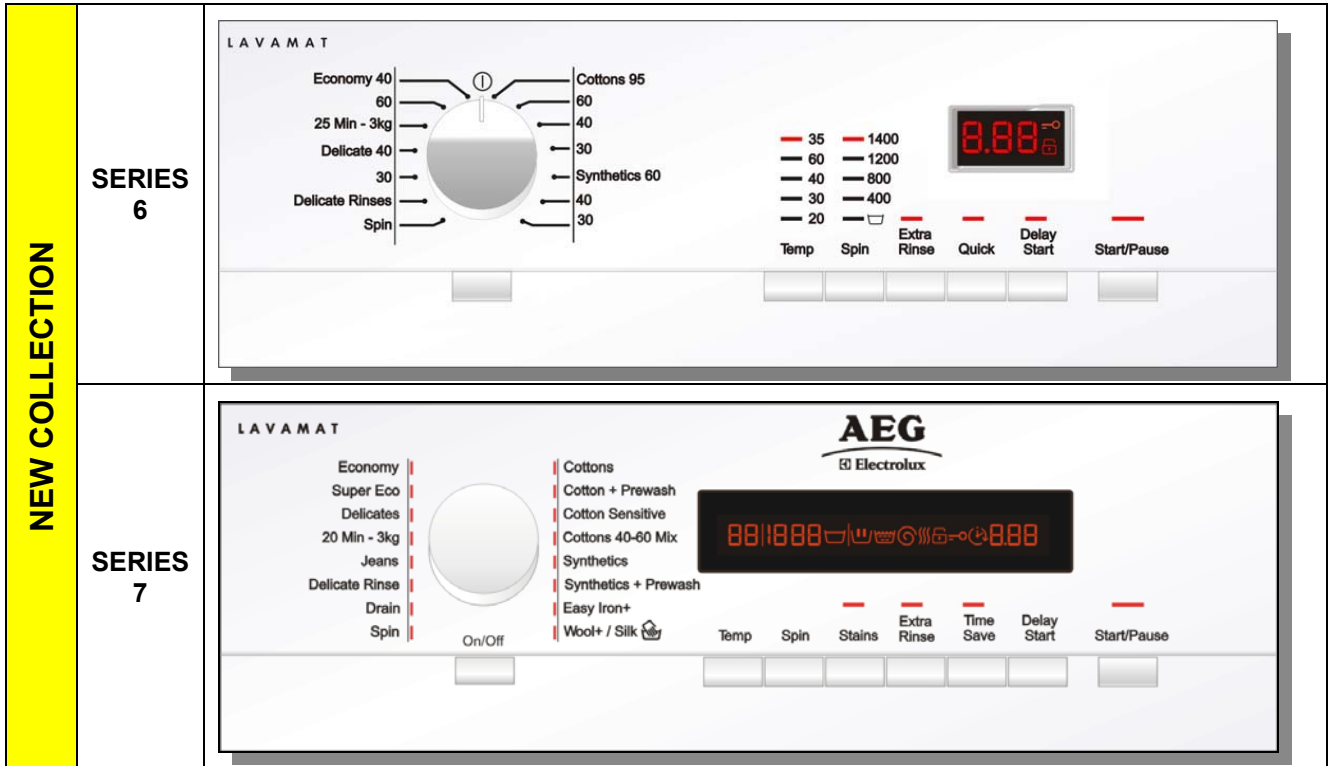 NEW COLLECTION
SERIES
6
LAVAMAT
Economy 40
60
25 Min - 3kg
Delicate 40
30
Delicate Rinses
Spin
Cottons 95
60
40
30
Synthetics 60
40
30
35
60
40
30
20
Temp
1400
1200
800
400
Spin
Extra
Rinse
Quick
Delay
Start
Start/Pause
8.88
SERIES
7
LAVAMAT
Economy
Super Eco
Delicates
20 Min - 3kg
Jeans
Delicate Rinse
Drain
Spin
On/Off
Cottons
Cotton + Prewash
Cotton Sensitive
Cottons 40-60 Mix
Synthetics
Synthetics + Prewash
Easy Iron+
Wool+ / Silk
AEG
Electrolux
88 1888 8.88
Temp
Spin
Stains
Extra
Rinse
Time
Save
Delay
Start
Start/Pause